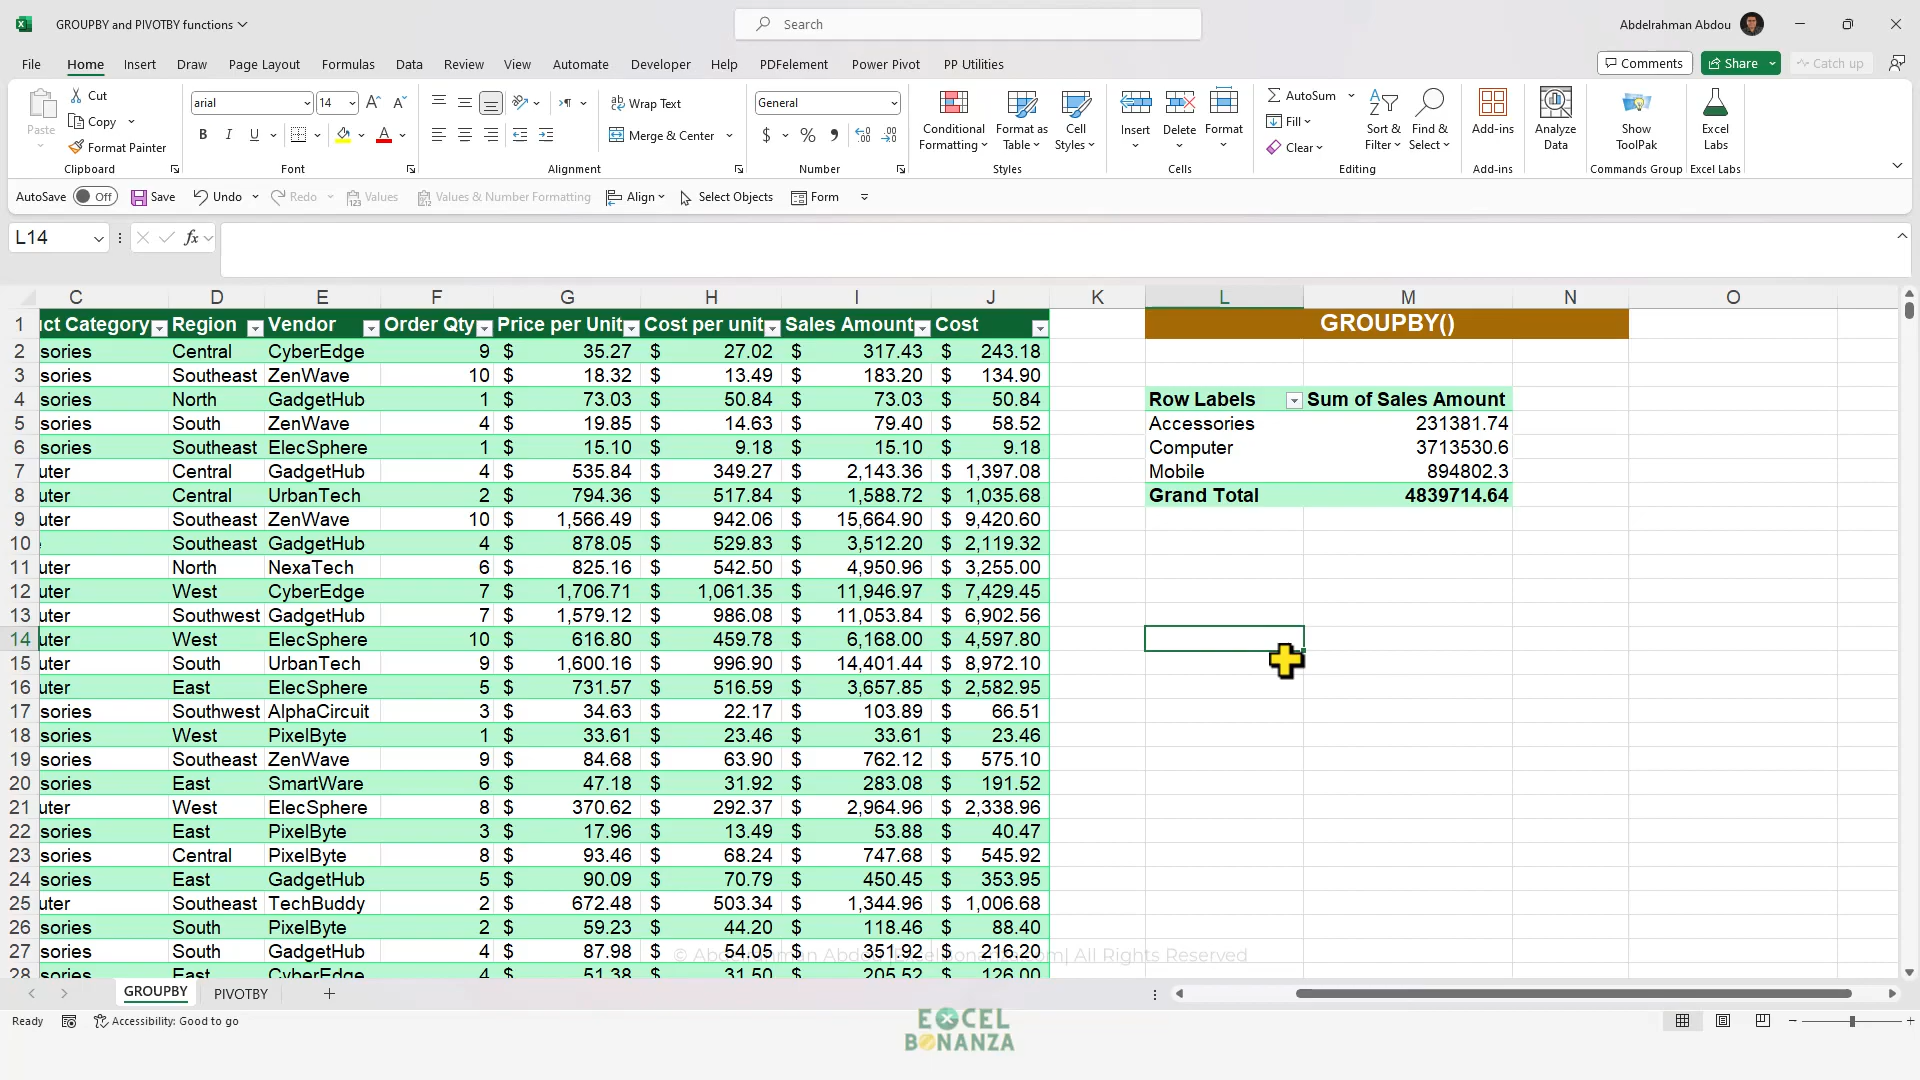 GROUPBY and PIVOTBY functions
Search
Abdelrahman Abdou
File Home Insert Draw Page Layout Formulas Data Review View Automate Developer Help PDFelement Power Pivot PP Utilities
Comments Share Catch up
Paste Cut Copy Format Painter Clipboard
arial 14 B I U A Font
Wrap Text Merge & Center Alignment
General $ % Number
Conditional Formatting Format as Table Cell Styles Styles
Insert Delete Format Cells
AutoSum Fill Clear Sort & Filter Find & Select Editing
Add-ins Add-ins
Analyze Data
Show ToolPak Commands Group
Excel Labs Excel Labs
AutoSave Off Save Undo Redo Values Values & Number Formatting Align Select Objects Form
L14 fx
C D E F G H I J K L M N O
1 ict Category Region Vendor Order Qty Price per Unit Cost per unit Sales Amount Cost GROUPBY()
2 sories Central CyberEdge 9 $ 35.27 $ 27.02 $ 317.43 $ 243.18
3 sories Southeast ZenWave 10 $ 18.32 $ 13.49 $ 183.20 $ 134.90
4 sories North GadgetHub 1 $ 73.03 $ 50.84 $ 73.03 $ 50.84 Row Labels Sum of Sales Amount
5 sories South ZenWave 4 $ 19.85 $ 14.63 $ 79.40 $ 58.52 Accessories 231381.74
6 sories Southeast ElecSphere 1 $ 15.10 $ 9.18 $ 15.10 $ 9.18 Computer 3713530.6
7 uter Central GadgetHub 4 $ 535.84 $ 349.27 $ 2,143.36 $ 1,397.08 Mobile 894802.3
8 uter Central UrbanTech 2 $ 794.36 $ 517.84 $ 1,588.72 $ 1,035.68 Grand Total 4839714.64
9 uter Southeast ZenWave 10 $ 1,566.49 $ 942.06 $ 15,664.90 $ 9,420.60
10 Southeast GadgetHub 4 $ 878.05 $ 529.83 $ 3,512.20 $ 2,119.32
11 uter North NexaTech 6 $ 825.16 $ 542.50 $ 4,950.96 $ 3,255.00
12 uter West CyberEdge 7 $ 1,706.71 $ 1,061.35 $ 11,946.97 $ 7,429.45
13 uter Southwest GadgetHub 7 $ 1,579.12 $ 986.08 $ 11,053.84 $ 6,902.56
14 uter West ElecSphere 10 $ 616.80 $ 459.78 $ 6,168.00 $ 4,597.80
15 uter South UrbanTech 9 $ 1,600.16 $ 996.90 $ 14,401.44 $ 8,972.10
16 uter East ElecSphere 5 $ 731.57 $ 516.59 $ 3,657.85 $ 2,582.95
17 sories Southwest AlphaCircuit 3 $ 34.63 $ 22.17 $ 103.89 $ 66.51
18 sories West PixelByte 1 $ 33.61 $ 23.46 $ 33.61 $ 23.46
19 sories Southeast ZenWave 9 $ 84.68 $ 63.90 $ 762.12 $ 575.10
20 sories East SmartWare 6 $ 47.18 $ 31.92 $ 283.08 $ 191.52
21 uter West ElecSphere 8 $ 370.62 $ 292.37 $ 2,964.96 $ 2,338.96
22 sories East PixelByte 3 $ 17.96 $ 13.49 $ 53.88 $ 40.47
23 sories Central PixelByte 8 $ 93.46 $ 68.24 $ 747.68 $ 545.92
24 sories East GadgetHub 5 $ 90.09 $ 70.79 $ 450.45 $ 353.95
25 uter Southeast TechBuddy 2 $ 672.48 $ 503.34 $ 1,344.96 $ 1,006.68
26 sories South PixelByte 2 $ 59.23 $ 44.20 $ 118.46 $ 88.40
27 sories South GadgetHub 4 $ 87.98 $ 54.05 $ 351.92 $ 216.20
| All Rights Reserved
28 sories East CyberEdge 4 $ 51.38 $ 31.50 $ 205.52 $ 126.00
GROUPBY PIVOTBY
Ready Accessibility: Good to go
EXCEL
BONANZA